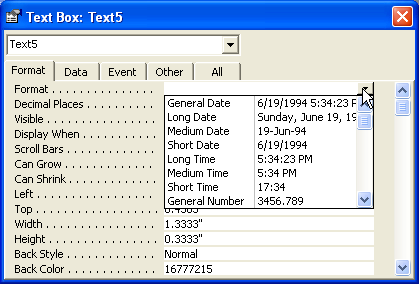 Text Box: Text5
Text5
Format Data Event Other All
Format . . . . . . . . . . . . . . . . . .
Decimal Places . . . . . . . . . . . General Date 6/19/1994 5:34:23 P
Visible . . . . . . . . . . . . . . . . . . Long Date Sunday, June 19, 19
Display When . . . . . . . . . . . . Medium Date 19-Jun-94
Scroll Bars . . . . . . . . . . . . . . Short Date 6/19/1994
Can Grow . . . . . . . . . . . . . . . Long Time 5:34:23 PM
Can Shrink . . . . . . . . . . . . . . Medium Time 5:34 PM
Left . . . . . . . . . . . . . . . . . . . . Short Time 17:34
Top . . . . . . . . . . . . . . . . . . . . General Number 3456.789
Width . . . . . . . . . . . . . . . . . . 1.3333"
Height . . . . . . . . . . . . . . . . . 0.3333"
Back Style . . . . . . . . . . . . . . Normal
Back Color . . . . . . . . . . . . . . 16777215